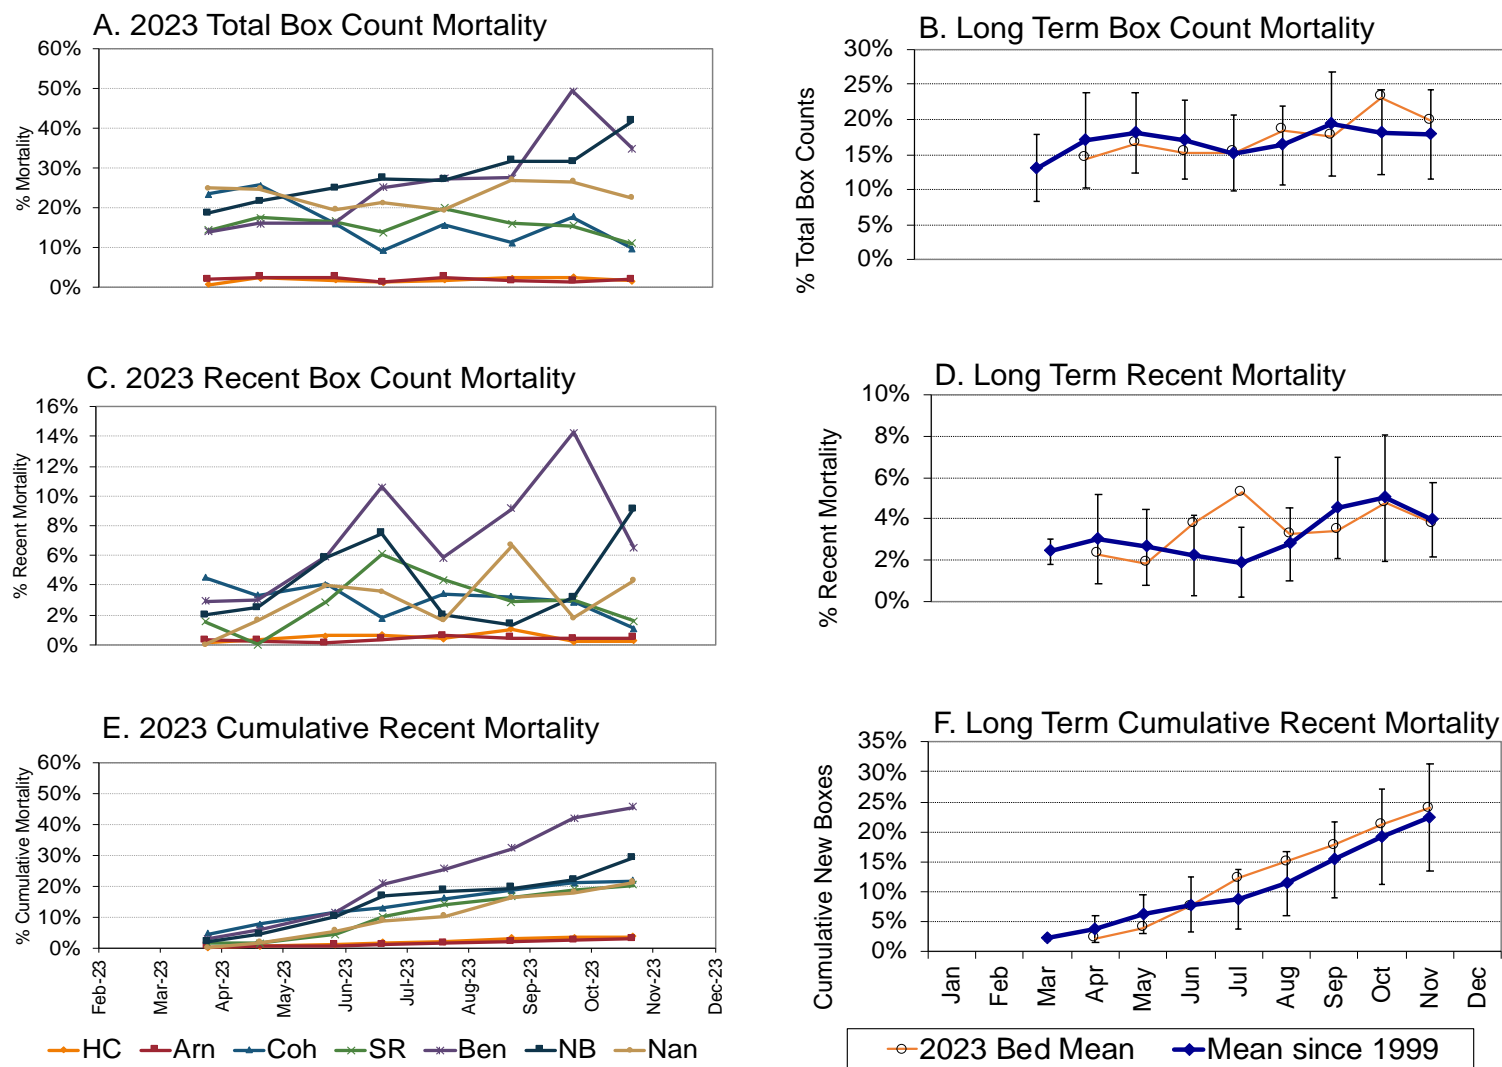 A. 2023 Total Box Count Mortality
60%
50%
40%
30%
20%
10%
0%
% Mortality
B. Long Term Box Count Mortality
30%
25%
20%
15%
10%
5%
0%
% Total Box Counts
C. 2023 Recent Box Count Mortality
16%
14%
12%
10%
8%
6%
4%
2%
0%
% Recent Mortality
D. Long Term Recent Mortality
10%
8%
6%
4%
2%
0%
% Recent Mortality
E. 2023 Cumulative Recent Mortality
60%
50%
40%
30%
20%
10%
0%
% Cumulative Mortality
Feb-23
Mar-23
Apr-23
May-23
Jun-23
Jul-23
Aug-23
Sep-23
Oct-23
Nov-23
Dec-23
HC Arn Coh SR Ben NB Nan
F. Long Term Cumulative Recent Mortality
35%
30%
25%
20%
15%
10%
5%
0%
Cumulative New Boxes
Jan
Feb
Mar
Apr
May
Jun
Jul
Aug
Sep
Oct
Nov
Dec
2023 Bed Mean Mean since 1999